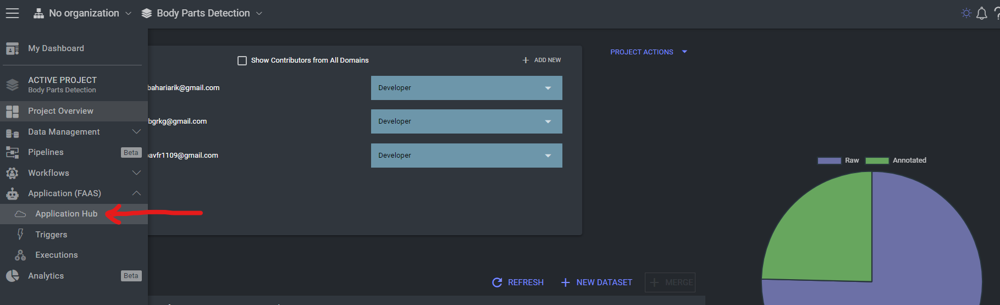 No organization
Body Parts Detection
My Dashboard
ACTIVE PROJECT
Body Parts Detection
Project Overview
Data Management
Pipelines Beta
Workflows
Application (FAAS)
Application Hub
Triggers
Executions
Analytics Beta
Show Contributors from All Domains
ADD NEW
bahariarik@gmail.com Developer
bgrkg@gmail.com Developer
avfr1109@gmail.com Developer
REFRESH
NEW DATASET
MERGE
PROJECT ACTIONS
Raw Annotated